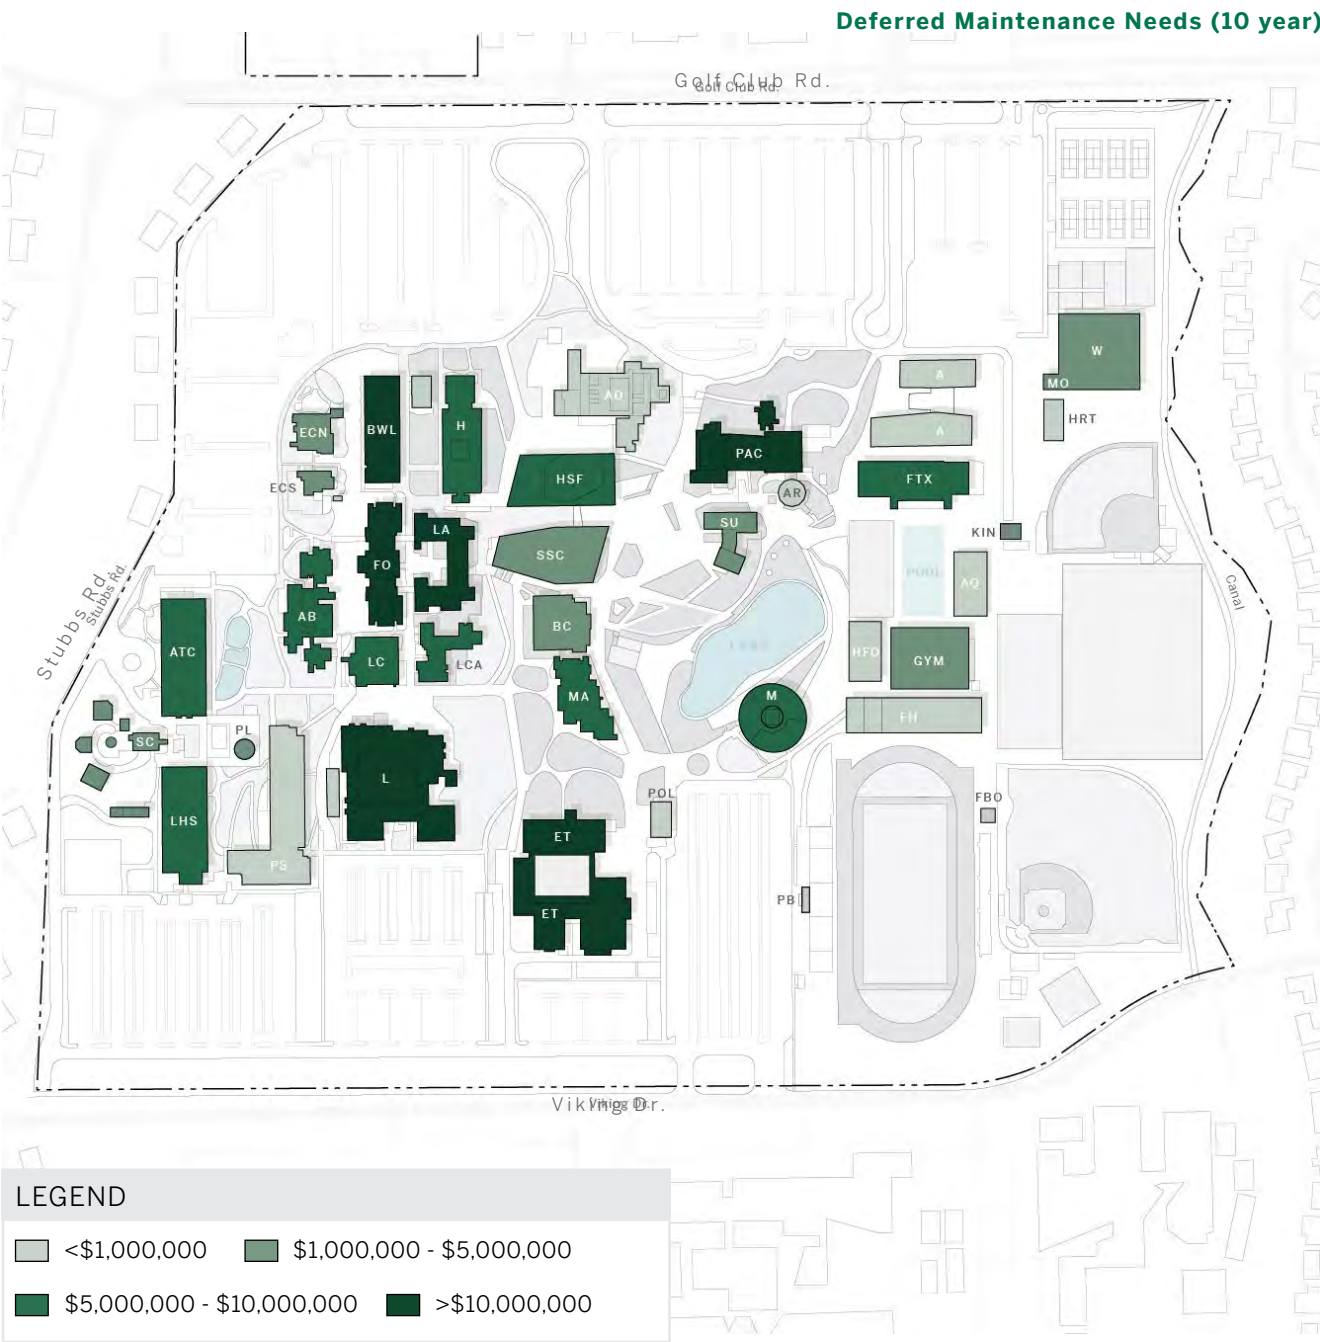 Deferred Maintenance Needs (10 year)
Golf Club Rd.
Golf Club Rd.
W
MO
HRT
A
A
AD
ECN
BWL
H
PAC
HSF
FTX
ECS
AR
SU
KIN
LA
SSC
FO
POOL
AQ
Stubbs Rd.
Stubbs Rd.
Canal
AB
BC
LAKE
ATC
LC
LCA
HFD
GYM
MA
M
FH
PL
SC
L
POL
FBO
LHS
ET
PS
PB
ET
Viking Dr.
Viking Dr.
LEGEND
<$1,000,000
$1,000,000 - $5,000,000
$5,000,000 - $10,000,000
>$10,000,000